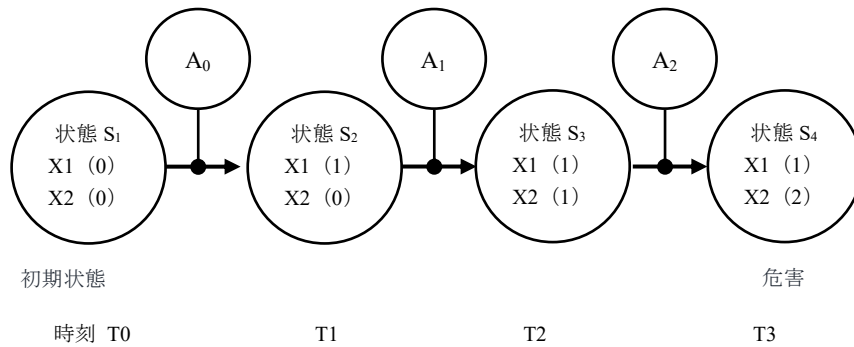 A₀
A₁
A₂
状態 S₁
X1（0）
X2（0）
状態 S₂
X1（1）
X2（0）
状態 S₃
X1（1）
X2（1）
状態 S₄
X1（1）
X2（2）
初期状態
危害
時刻 T0
T1
T2
T3